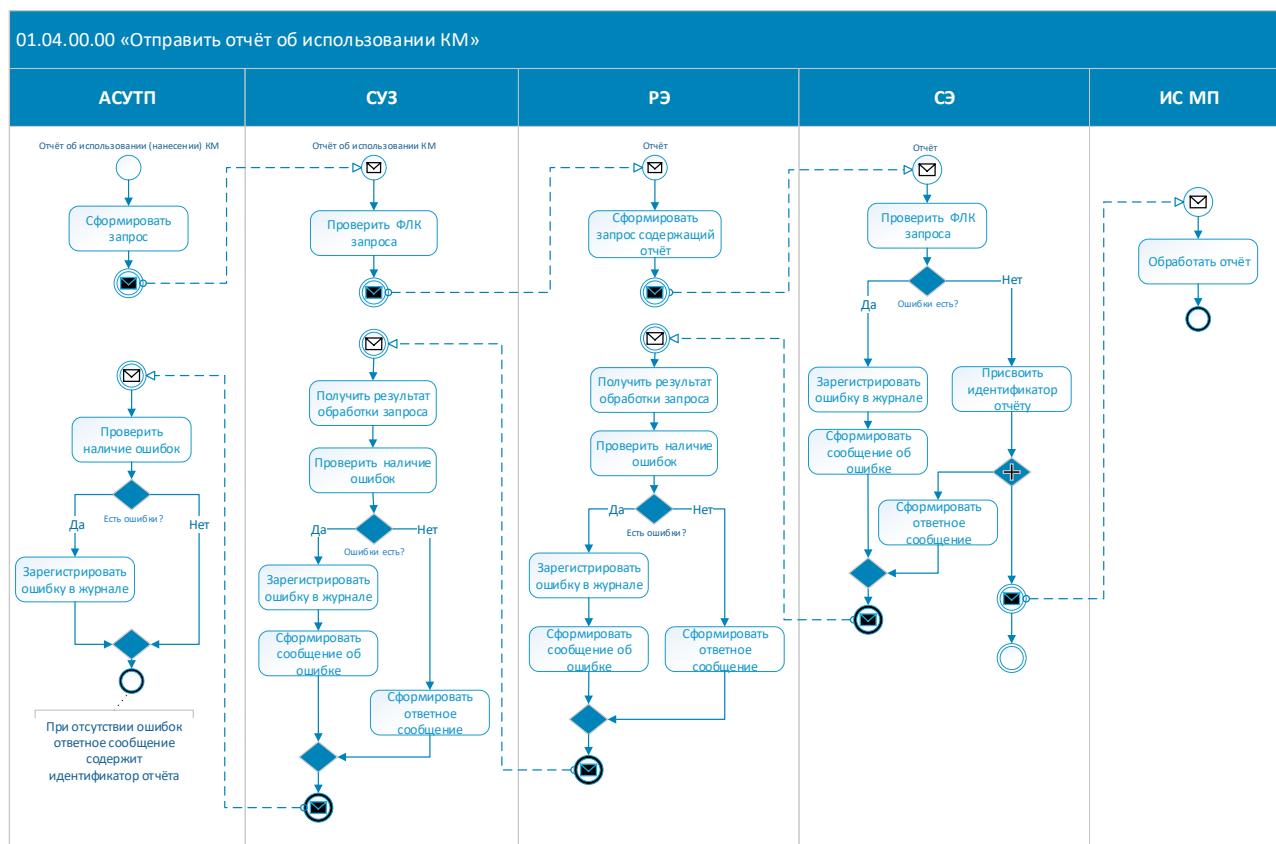 01.04.00.00 «Отправить отчёт об использовании КМ»
АСУТП
СУЗ
РЭ
СЭ
ИС МП
Отчёт об использовании (нанесении) КМ
Сформировать
запрос
Проверить
наличие ошибок
Есть ошибки?
Да
Нет
Зарегистрировать
ошибку в журнале
При отсутствии ошибок
ответное сообщение
содержит
идентификатор отчёта
Отчёт об использовании КМ
Проверить ФЛК
запроса
Получить результат
обработки запроса
Проверить наличие
ошибок
Да
Нет
Ошибки есть?
Зарегистрировать
ошибку в журнале
Сформировать
сообщение об
ошибке
Сформировать
ответное
сообщение
Отчёт
Сформировать
запрос содержащий
отчёт
Получить результат
обработки запроса
Проверить наличие
ошибок
Да
Нет
Есть ошибки?
Зарегистрировать
ошибку в журнале
Сформировать
сообщение об
ошибке
Сформировать
ответное
сообщение
Отчёт
Проверить ФЛК
запроса
Нет
Да
Ошибки есть?
Зарегистрировать
ошибку в журнале
Присвоить
идентификатор
отчёту
Сформировать
сообщение об
ошибке
Сформировать
ответное
сообщение
Обработать отчёт